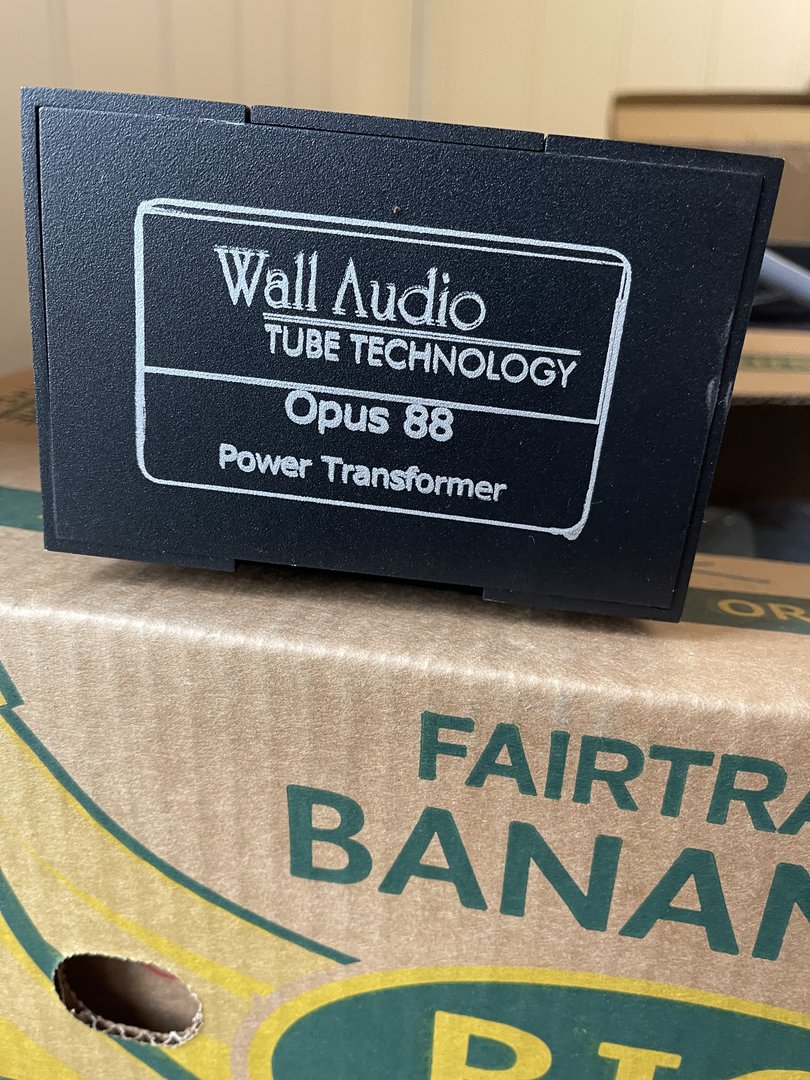 Wall Audio
TUBE TECHNOLOGY
Opus 88
Power Transformer
OR
FAIRTRA
BANAN